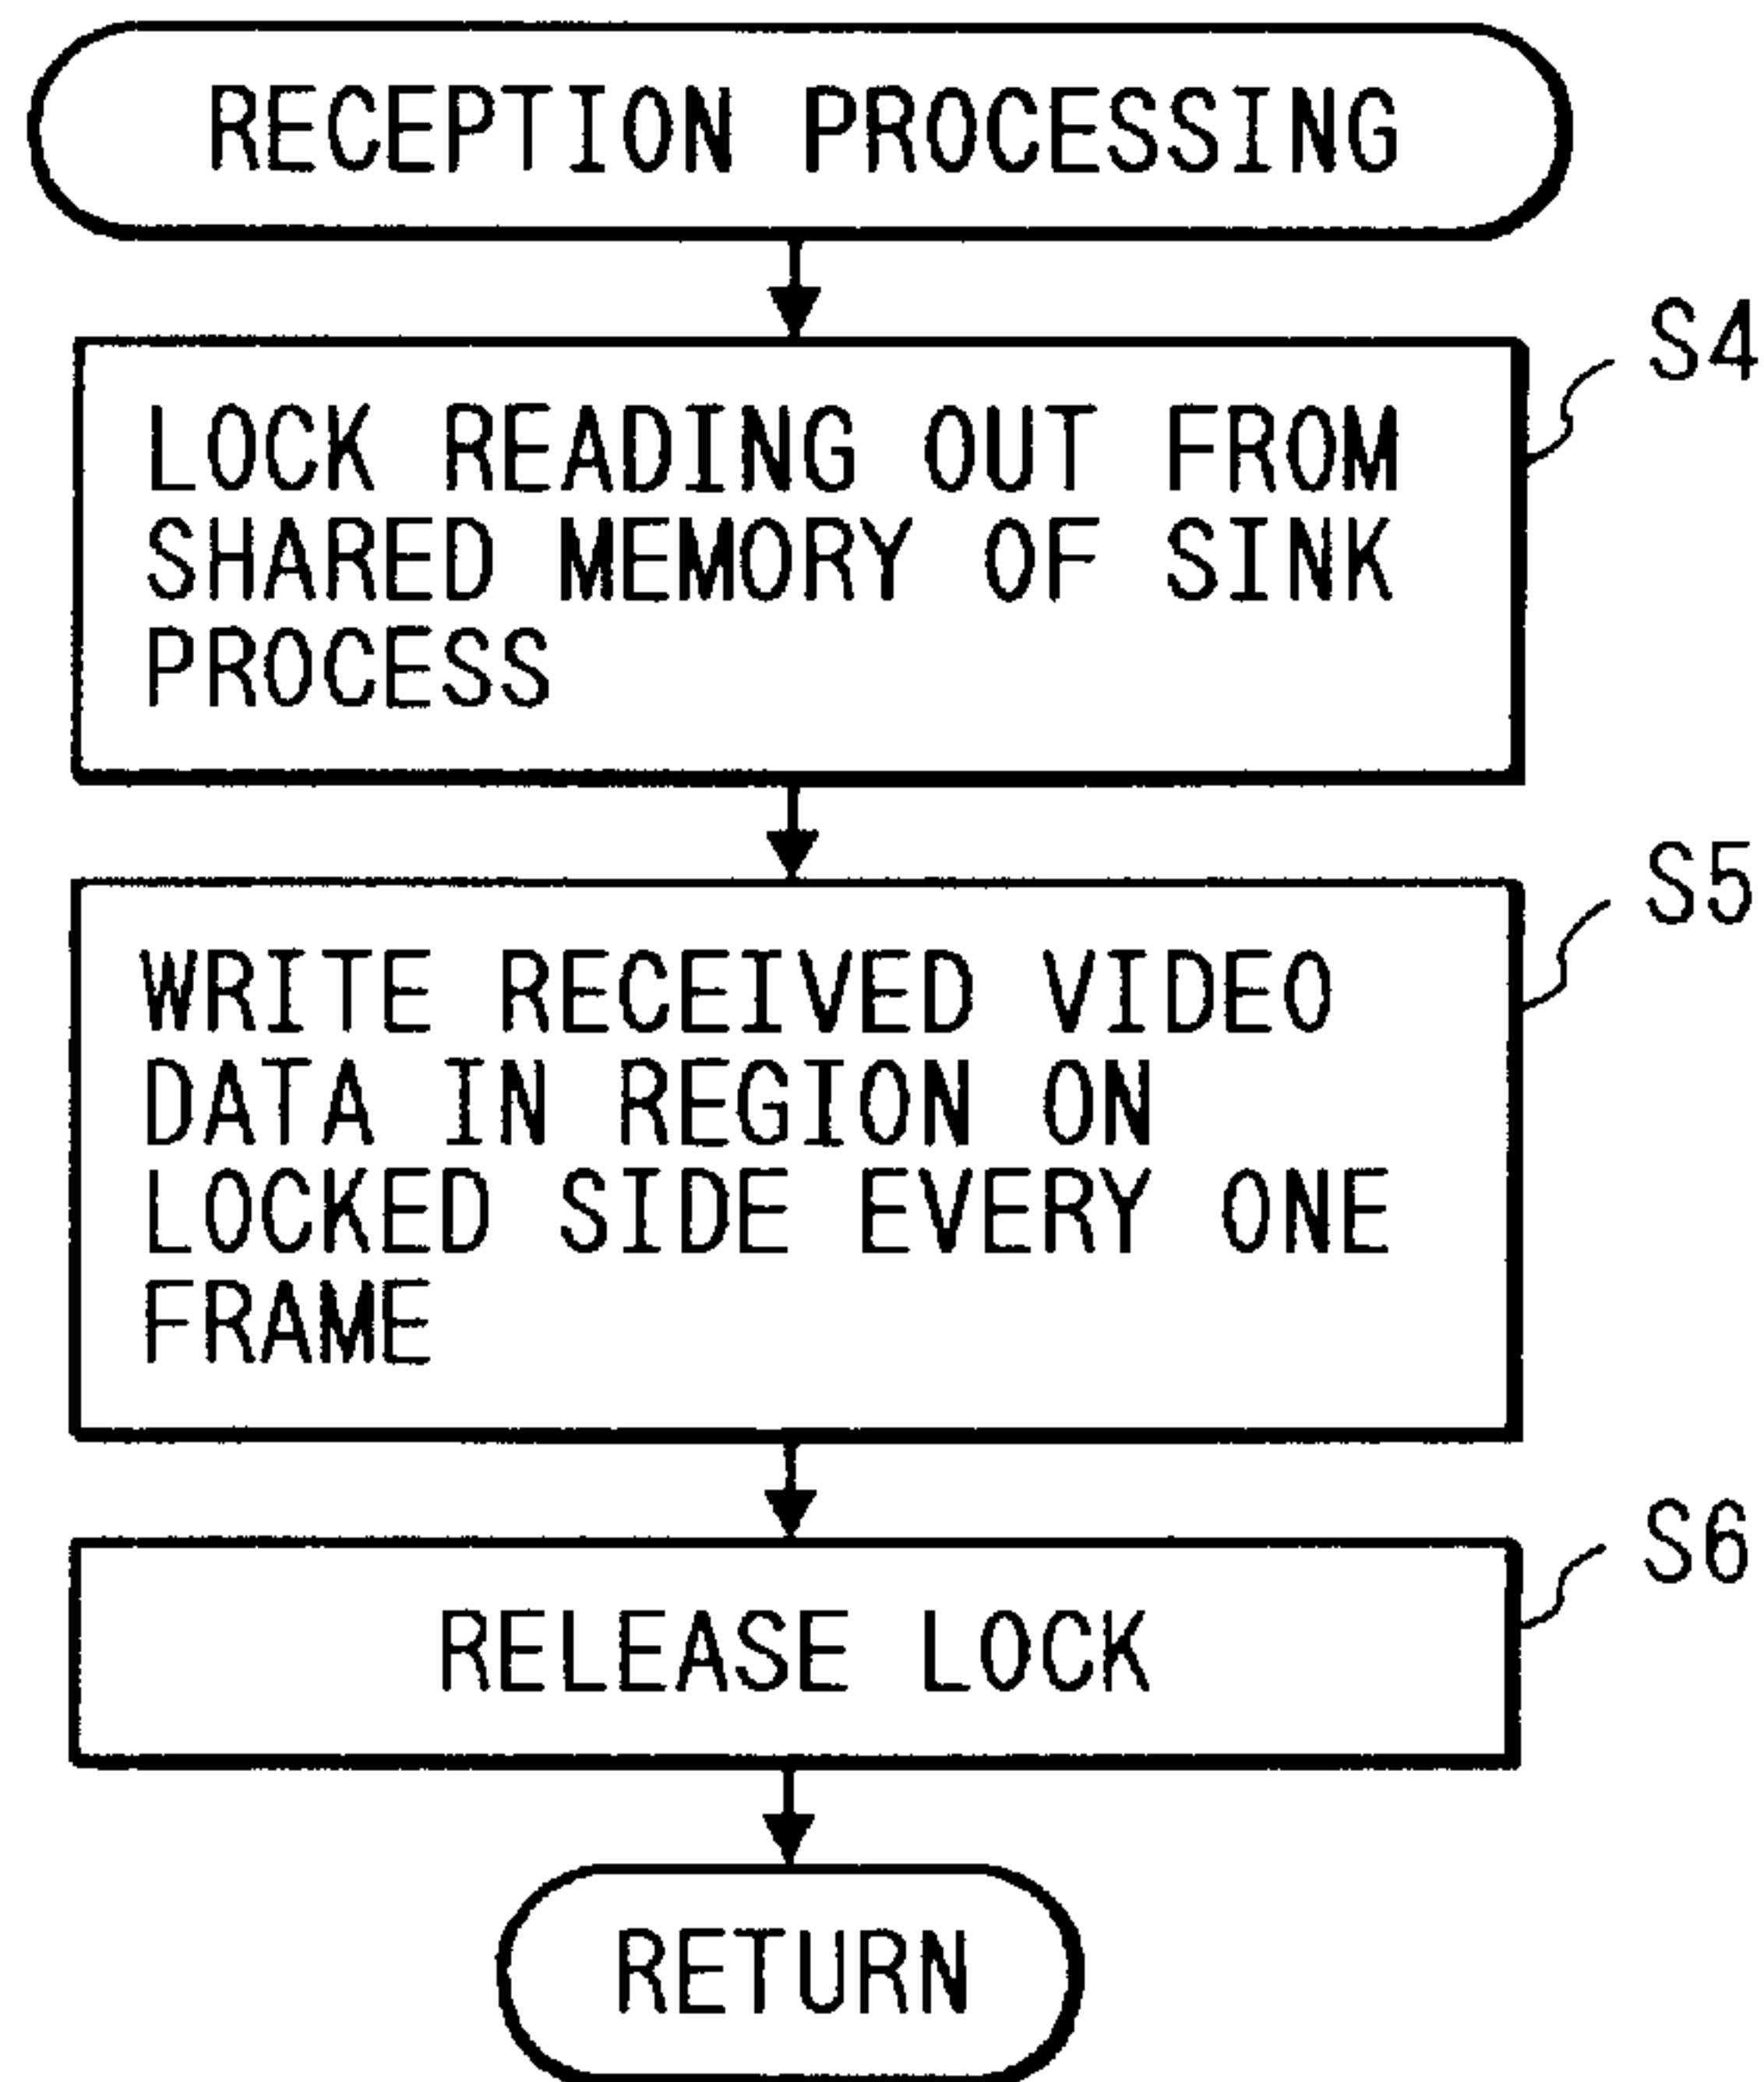 RECEPTION PROCESSING
S4
LOCK READING OUT FROM
SHARED MEMORY OF SINK
PROCESS
S5
WRITE RECEIVED VIDEO
DATA IN REGION ON
LOCKED SIDE EVERY ONE
FRAME
S6
RELEASE LOCK
RETURN